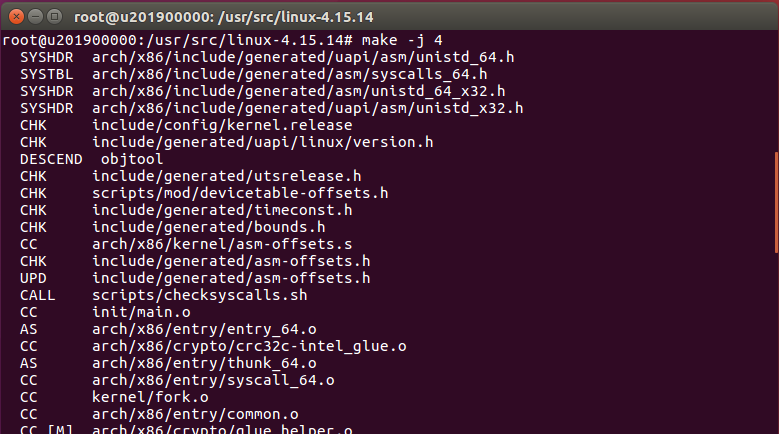 root@u201900000: /usr/src/linux-4.15.14
root@u201900000:/usr/src/linux-4.15.14# make -j 4
SYSHDR arch/x86/include/generated/uapi/asm/unistd_64.h
SYSTBL arch/x86/include/generated/asm/syscalls_64.h
SYSHDR arch/x86/include/generated/asm/unistd_64_x32.h
SYSHDR arch/x86/include/generated/uapi/asm/unistd_x32.h
CHK include/config/kernel.release
CHK include/generated/uapi/linux/version.h
DESCEND objtool
CHK include/generated/utsrelease.h
CHK scripts/mod/devicetable-offsets.h
CHK include/generated/timeconst.h
CHK include/generated/bounds.h
CC arch/x86/kernel/asm-offsets.s
CHK include/generated/asm-offsets.h
UPD include/generated/asm-offsets.h
CALL scripts/checksyscalls.sh
CC init/main.o
AS arch/x86/entry/entry_64.o
CC arch/x86/crypto/crc32c-intel_glue.o
AS arch/x86/entry/thunk_64.o
CC arch/x86/entry/syscall_64.o
CC kernel/fork.o
CC arch/x86/entry/common.o
CC [M] arch/x86/crypto/glue_helper.o